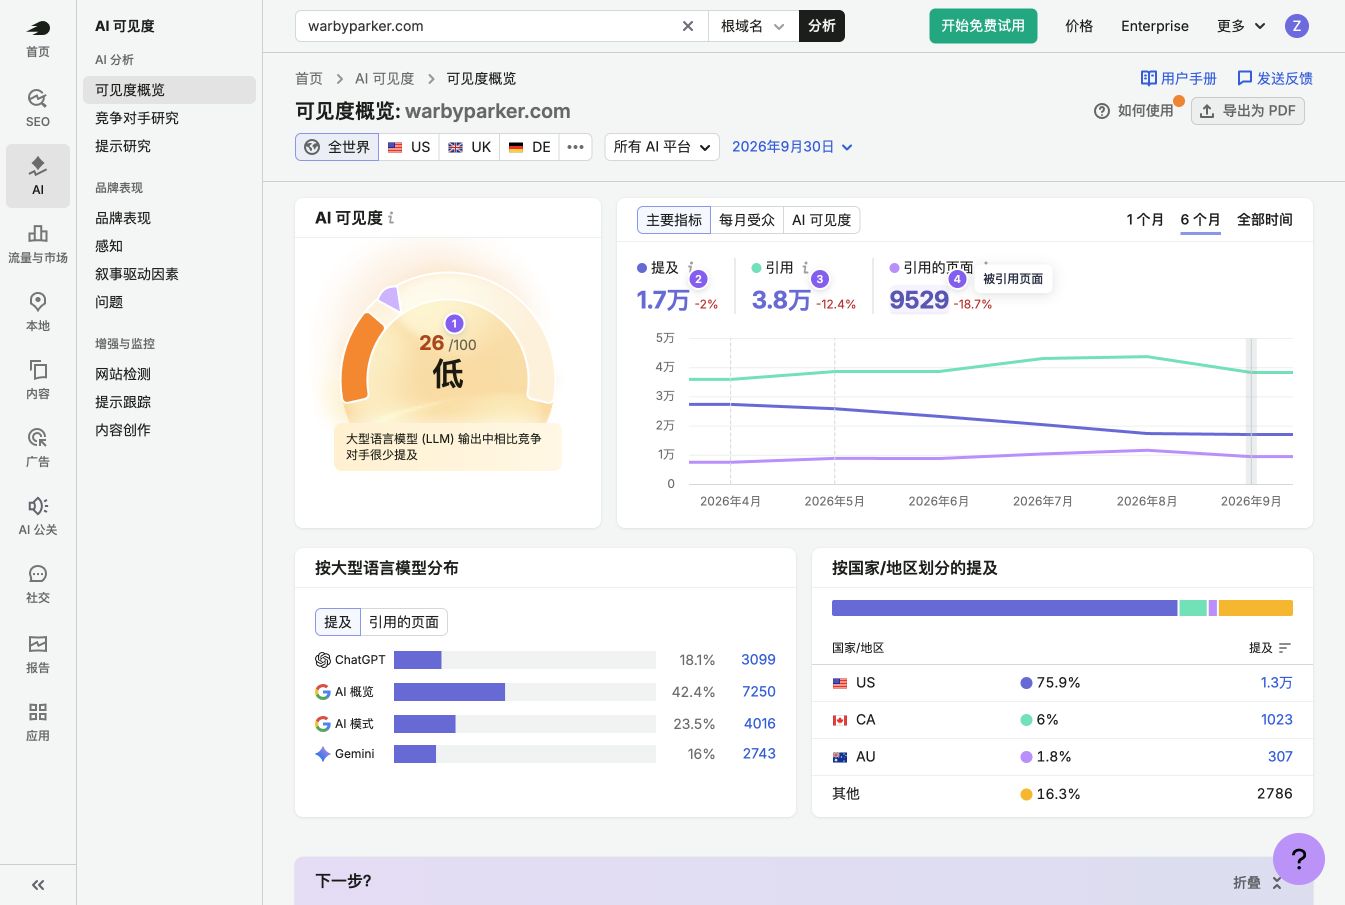 warbyparker.com
根域名
分析
开始免费试用
价格
Enterprise
更多
Z
首页
SEO
AI
流量与市场
本地
内容
广告
AI 公关
社交
报告
应用
AI 可见度
AI 分析
可见度概览
竞争对手研究
提示研究
品牌表现
品牌表现
感知
叙事驱动因素
问题
增强与监控
网站检测
提示跟踪
内容创作
首页
AI 可见度
可见度概览
用户手册
发送反馈
可见度概览: warbyparker.com
如何使用
导出为 PDF
全世界
US
UK
DE
所有 AI 平台
2026年9月30日
AI 可见度
1
26 /100
低
大型语言模型 (LLM) 输出中相比竞争
对手很少提及
主要指标
每月受众
AI 可见度
1 个月
6 个月
全部时间
提及
2
1.7万 -2%
引用
3
3.8万 -12.4%
引用的页面
4
被引用页面
9529 -18.7%
5万
4万
3万
2万
1万
0
2026年4月
2026年5月
2026年6月
2026年7月
2026年8月
2026年9月
按大型语言模型分布
提及
引用的页面
ChatGPT 18.1% 3099
AI 概览 42.4% 7250
AI 模式 23.5% 4016
Gemini 16% 2743
按国家/地区划分的提及
国家/地区 提及
US 75.9% 1.3万
CA 6% 1023
AU 1.8% 307
其他 16.3% 2786
下一步?
折叠
?